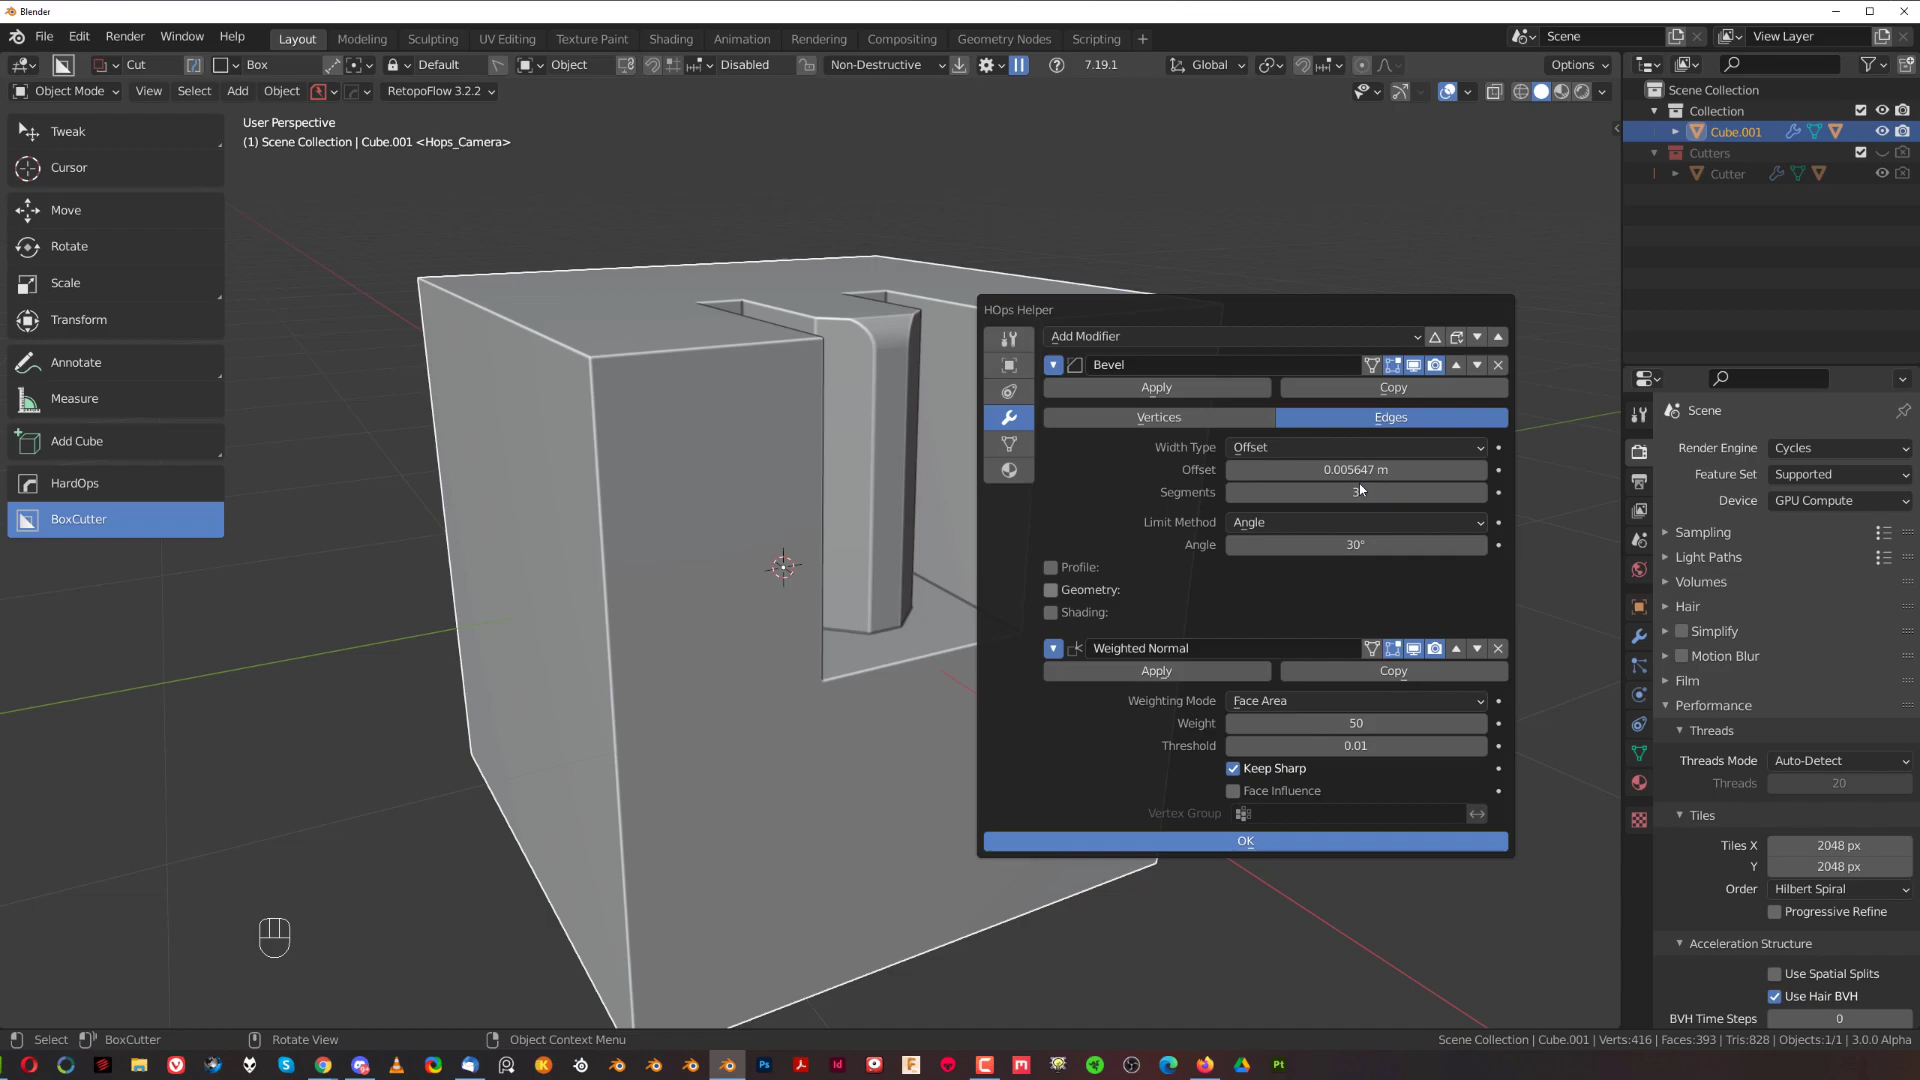 Blender
File Edit Render Window Help Layout Modeling Sculpting UV Editing Texture Paint Shading Animation Rendering Compositing Geometry Nodes Scripting + Scene View Layer
Cut Box Default Object Disabled Non-Destructive 7.19.1 Global Options
Object Mode View Select Add Object RetopoFlow 3.2.2
User Perspective
(1) Scene Collection | Cube.001 <Hops_Camera>
Tweak
Cursor
Move
Rotate
Scale
Transform
Annotate
Measure
Add Cube
HardOps
BoxCutter
HOps Helper
Add Modifier
Bevel
Apply Copy
Vertices Edges
Width Type Offset
Offset 0.005647 m
Segments 3
Limit Method Angle
Angle 30°
Profile:
Geometry:
Shading:
Weighted Normal
Apply Copy
Weighting Mode Face Area
Weight 50
Threshold 0.01
Keep Sharp
Face Influence
Vertex Group
OK
Scene Collection
Collection
Cube.001
Cutters
Cutter
Scene
Render Engine Cycles
Feature Set Supported
Device GPU Compute
Sampling
Light Paths
Volumes
Hair
Simplify
Motion Blur
Film
Performance
Threads
Threads Mode Auto-Detect
Threads 20
Tiles
Tiles X 2048 px
Y 2048 px
Order Hilbert Spiral
Progressive Refine
Acceleration Structure
Use Spatial Splits
Use Hair BVH
BVH Time Steps 0
Select BoxCutter Rotate View Object Context Menu Scene Collection | Cube.001 | Verts:416 | Faces:393 | Tris:828 | Objects:1/1 | 3.0.0 Alpha
Ps Id F m Pt